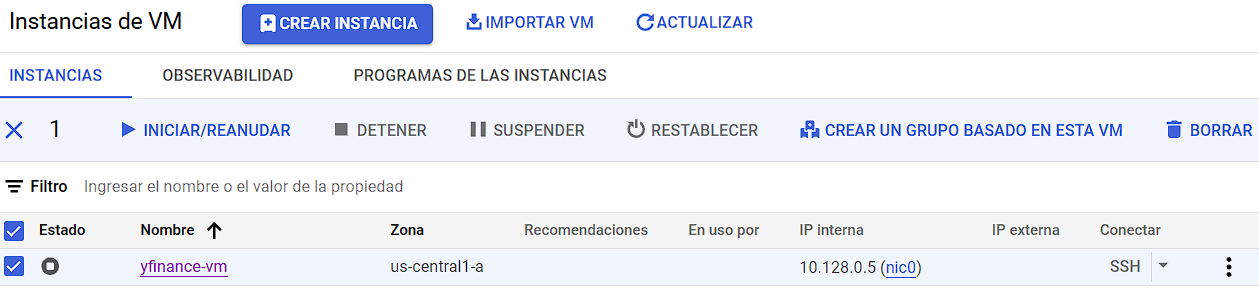 Instancias de VM CREAR INSTANCIA IMPORTAR VM ACTUALIZAR
INSTANCIAS OBSERVABILIDAD PROGRAMAS DE LAS INSTANCIAS
1 INICIAR/REANUDAR DETENER SUSPENDER RESTABLECER CREAR UN GRUPO BASADO EN ESTA VM BORRAR
Filtro Ingresar el nombre o el valor de la propiedad
Estado Nombre Zona Recomendaciones En uso por IP interna IP externa Conectar
yfinance-vm us-central1-a 10.128.0.5 (nic0) SSH